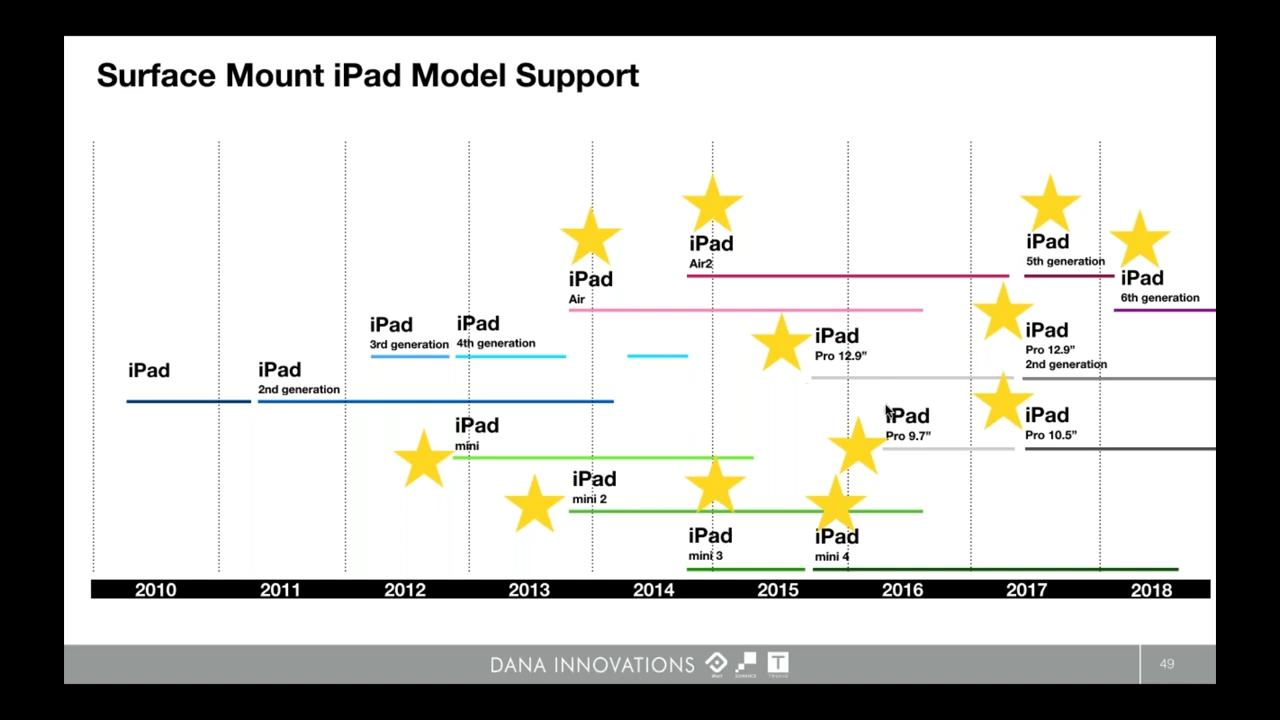 Surface Mount iPad Model Support
iPad
Air2
iPad
5th generation
iPad
6th generation
iPad
Air
iPad
3rd generation
iPad
4th generation
iPad
Pro 12.9”
iPad
Pro 12.9”
2nd generation
iPad
iPad
2nd generation
iPad
mini
iPad
Pro 9.7”
iPad
Pro 10.5”
iPad
mini 2
iPad
mini 3
iPad
mini 4
2010 2011 2012 2013 2014 2015 2016 2017 2018
DANA INNOVATIONS
49